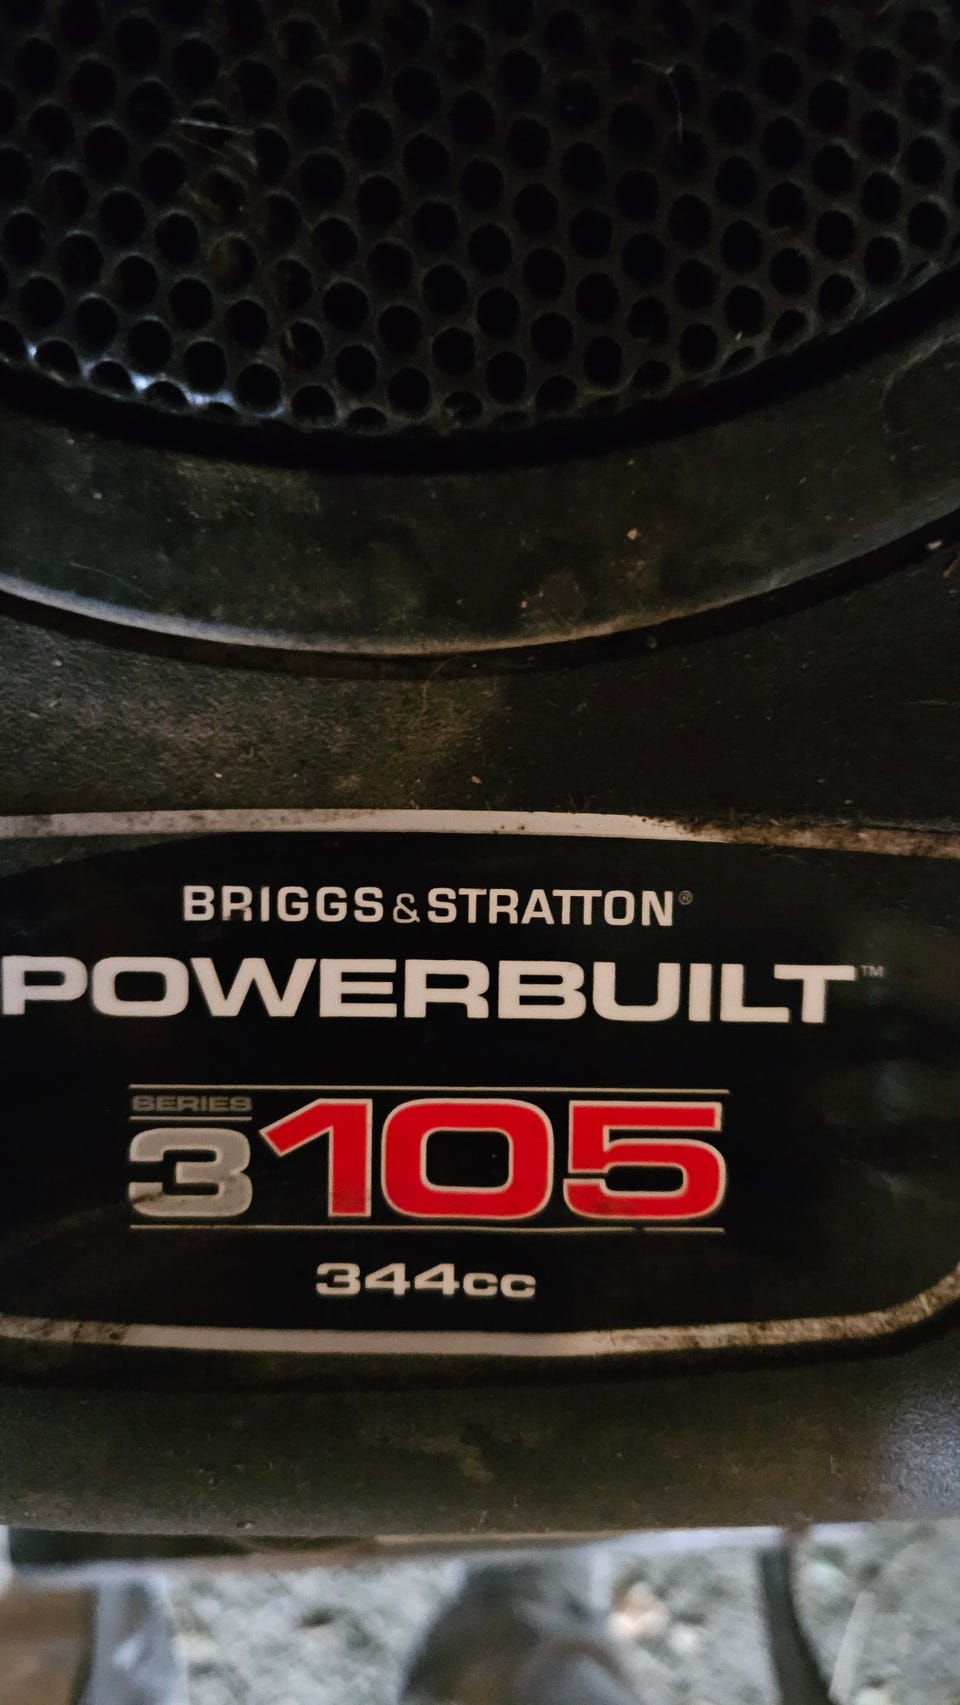 BRIGGS & STRATTON®
POWERBUILT™
SERIES
3105
344cc